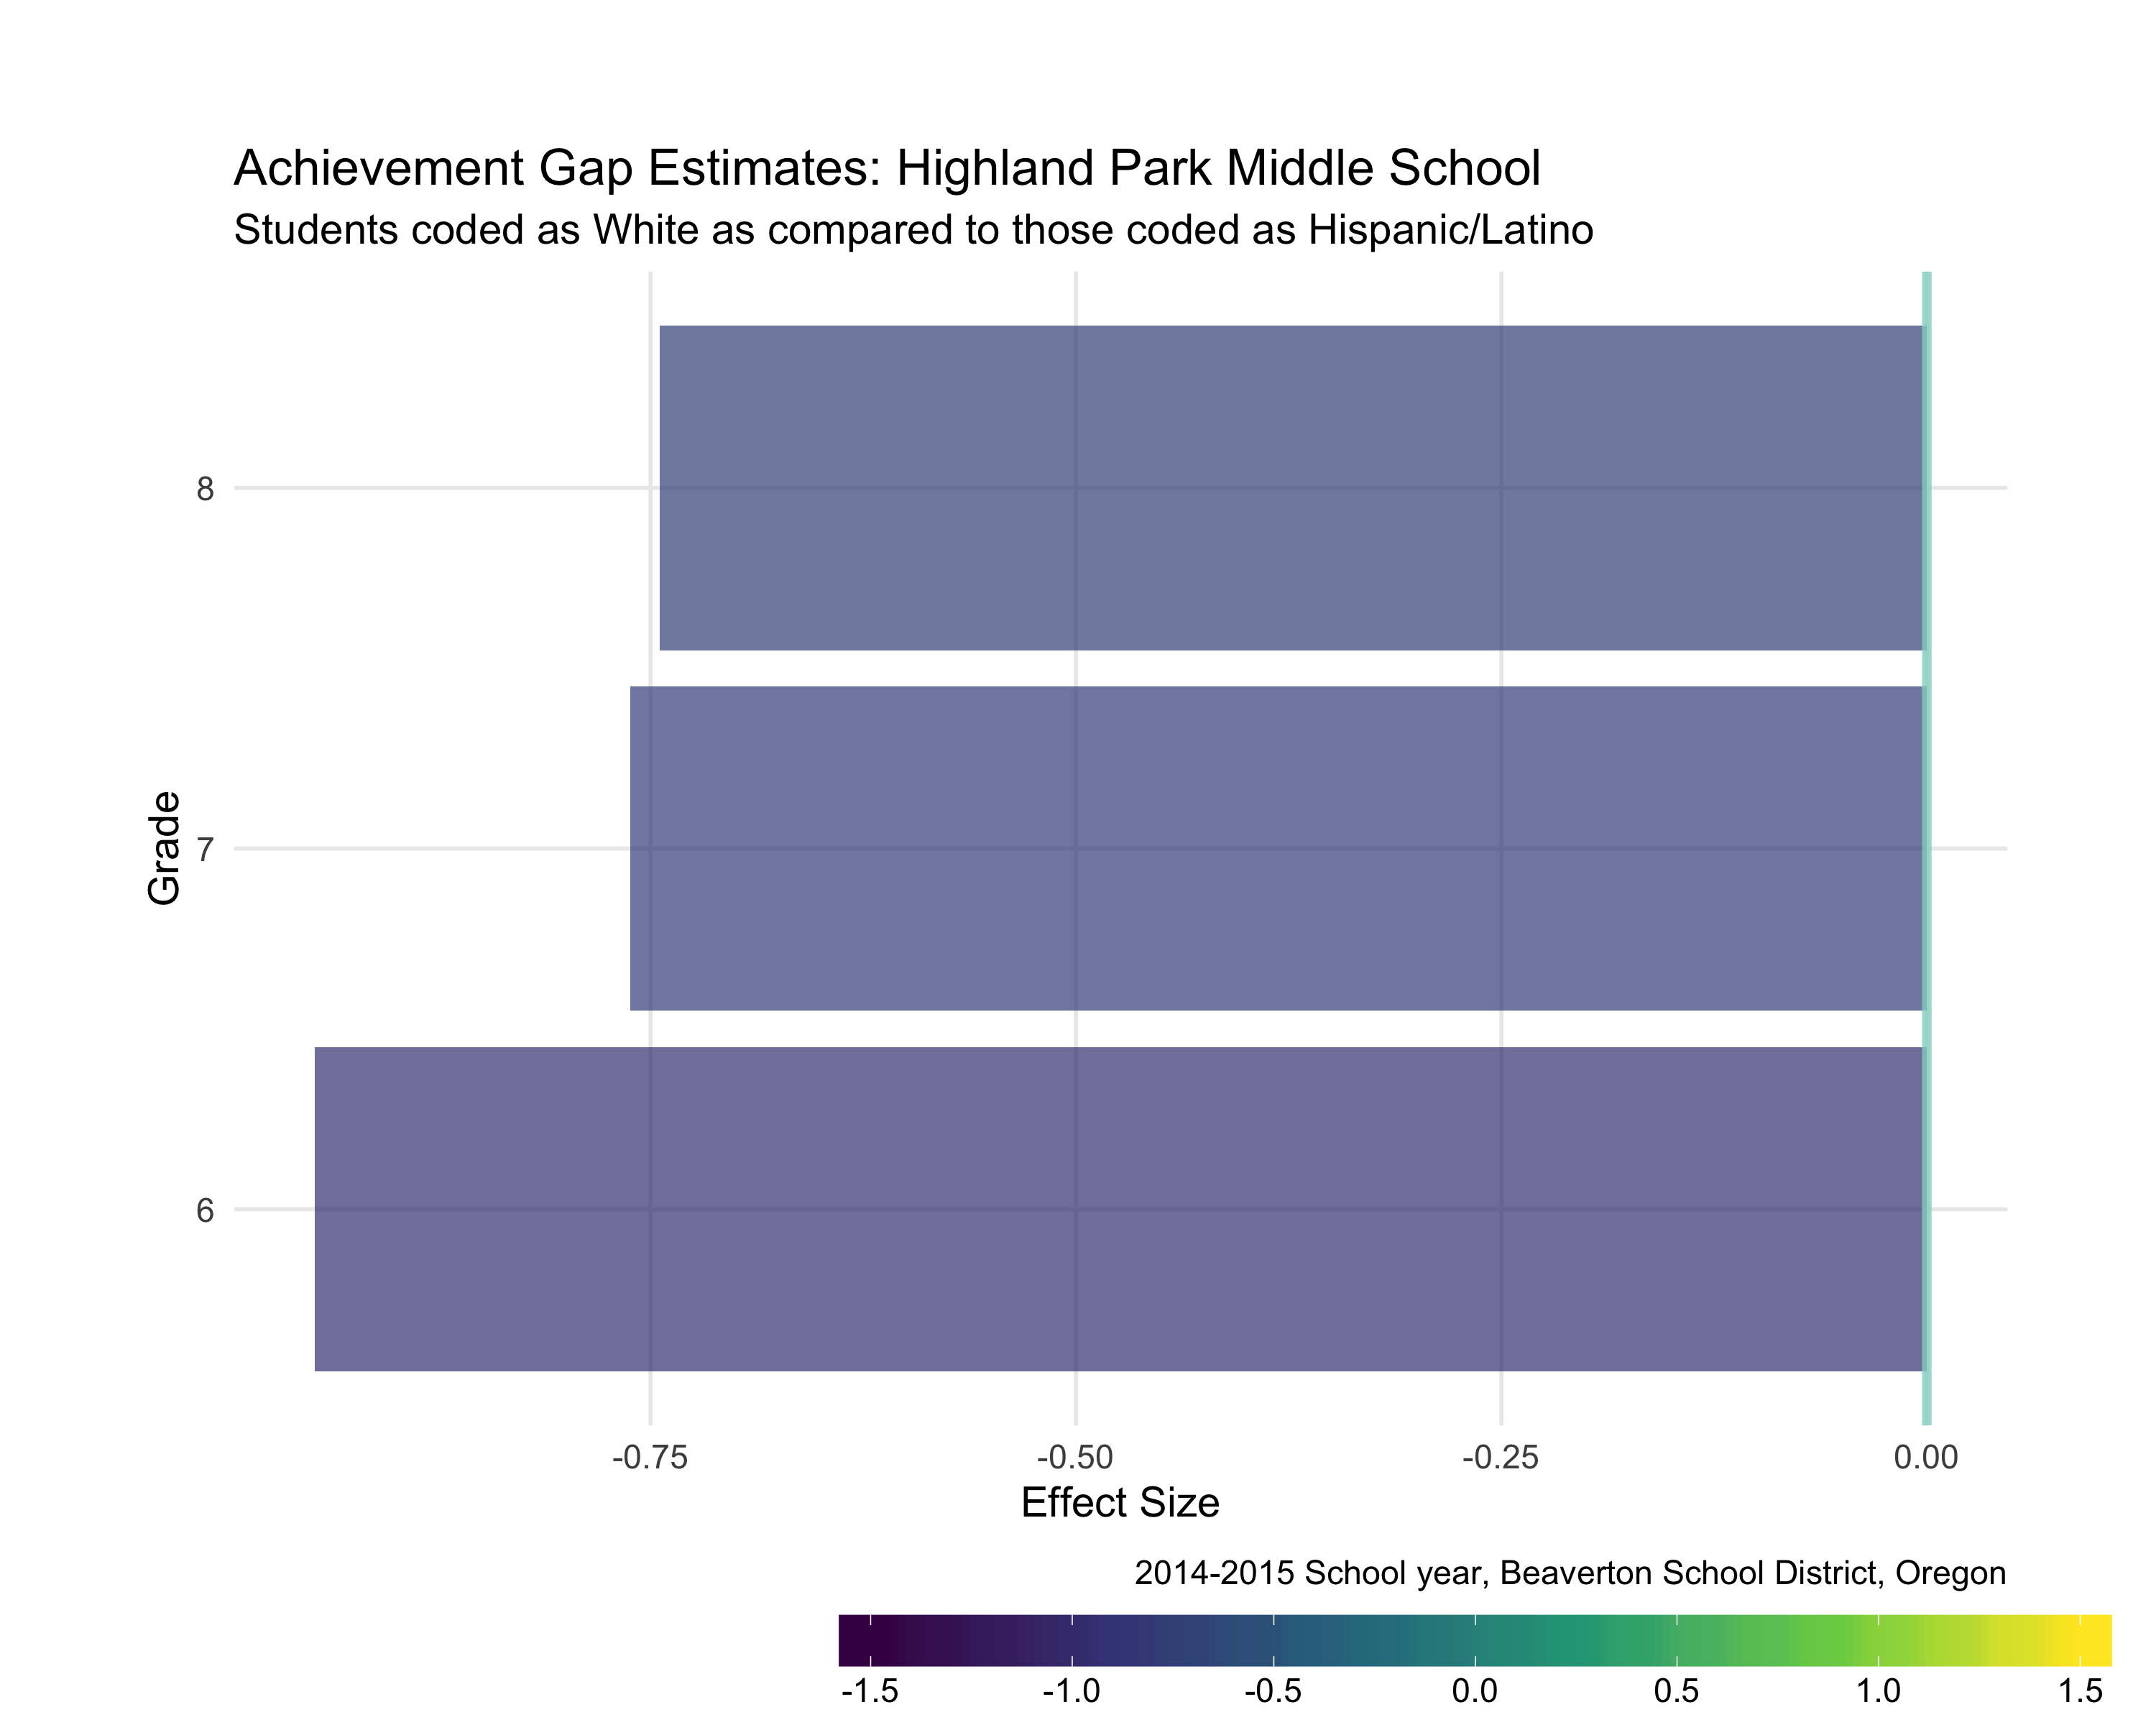 Achievement Gap Estimates: Highland Park Middle School
Students coded as White as compared to those coded as Hispanic/Latino
8
7
6
Grade
-0.75 -0.50 -0.25 0.00
Effect Size
2014-2015 School year, Beaverton School District, Oregon
-1.5 -1.0 -0.5 0.0 0.5 1.0 1.5